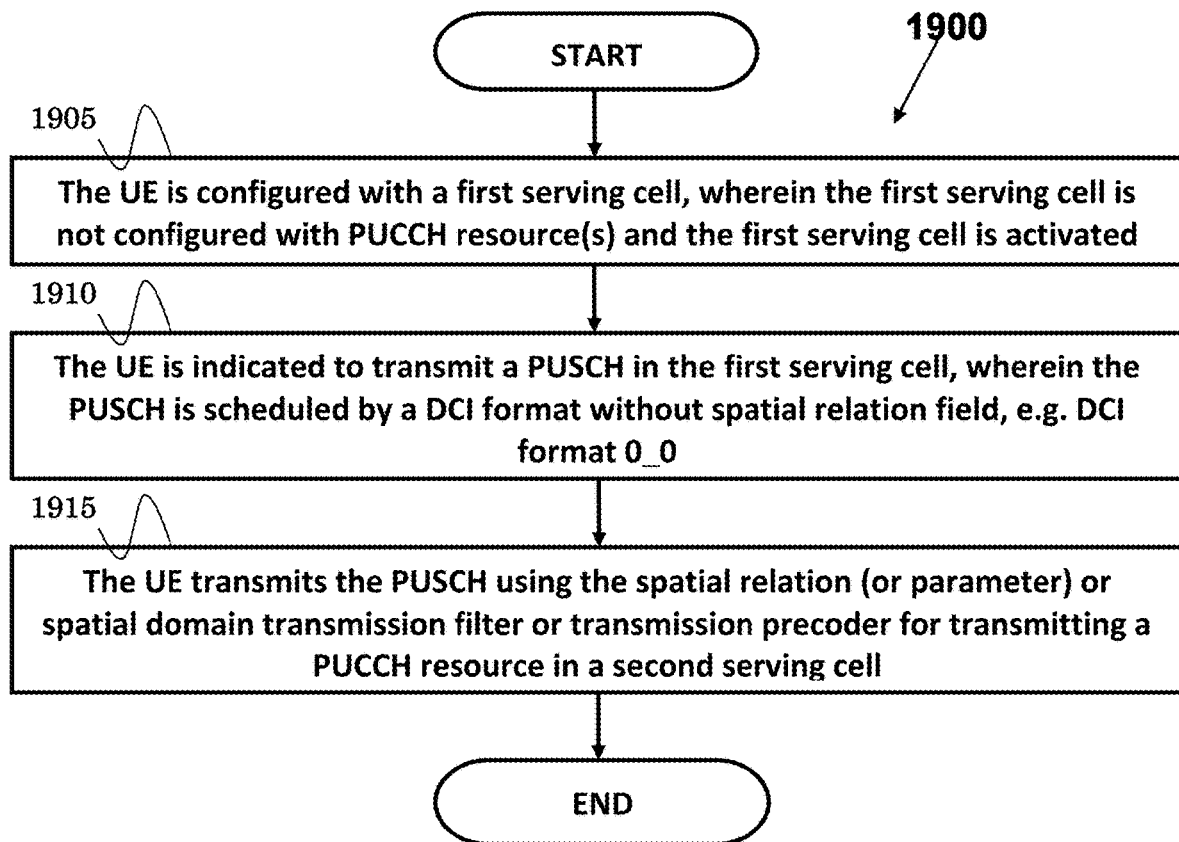 START
1900
1905
The UE is configured with a first serving cell, wherein the first serving cell is
not configured with PUCCH resource(s) and the first serving cell is activated
1910
The UE is indicated to transmit a PUSCH in the first serving cell, wherein the
PUSCH is scheduled by a DCI format without spatial relation field, e.g. DCI
format 0_0
1915
The UE transmits the PUSCH using the spatial relation (or parameter) or
spatial domain transmission filter or transmission precoder for transmitting a
PUCCH resource in a second serving cell
END